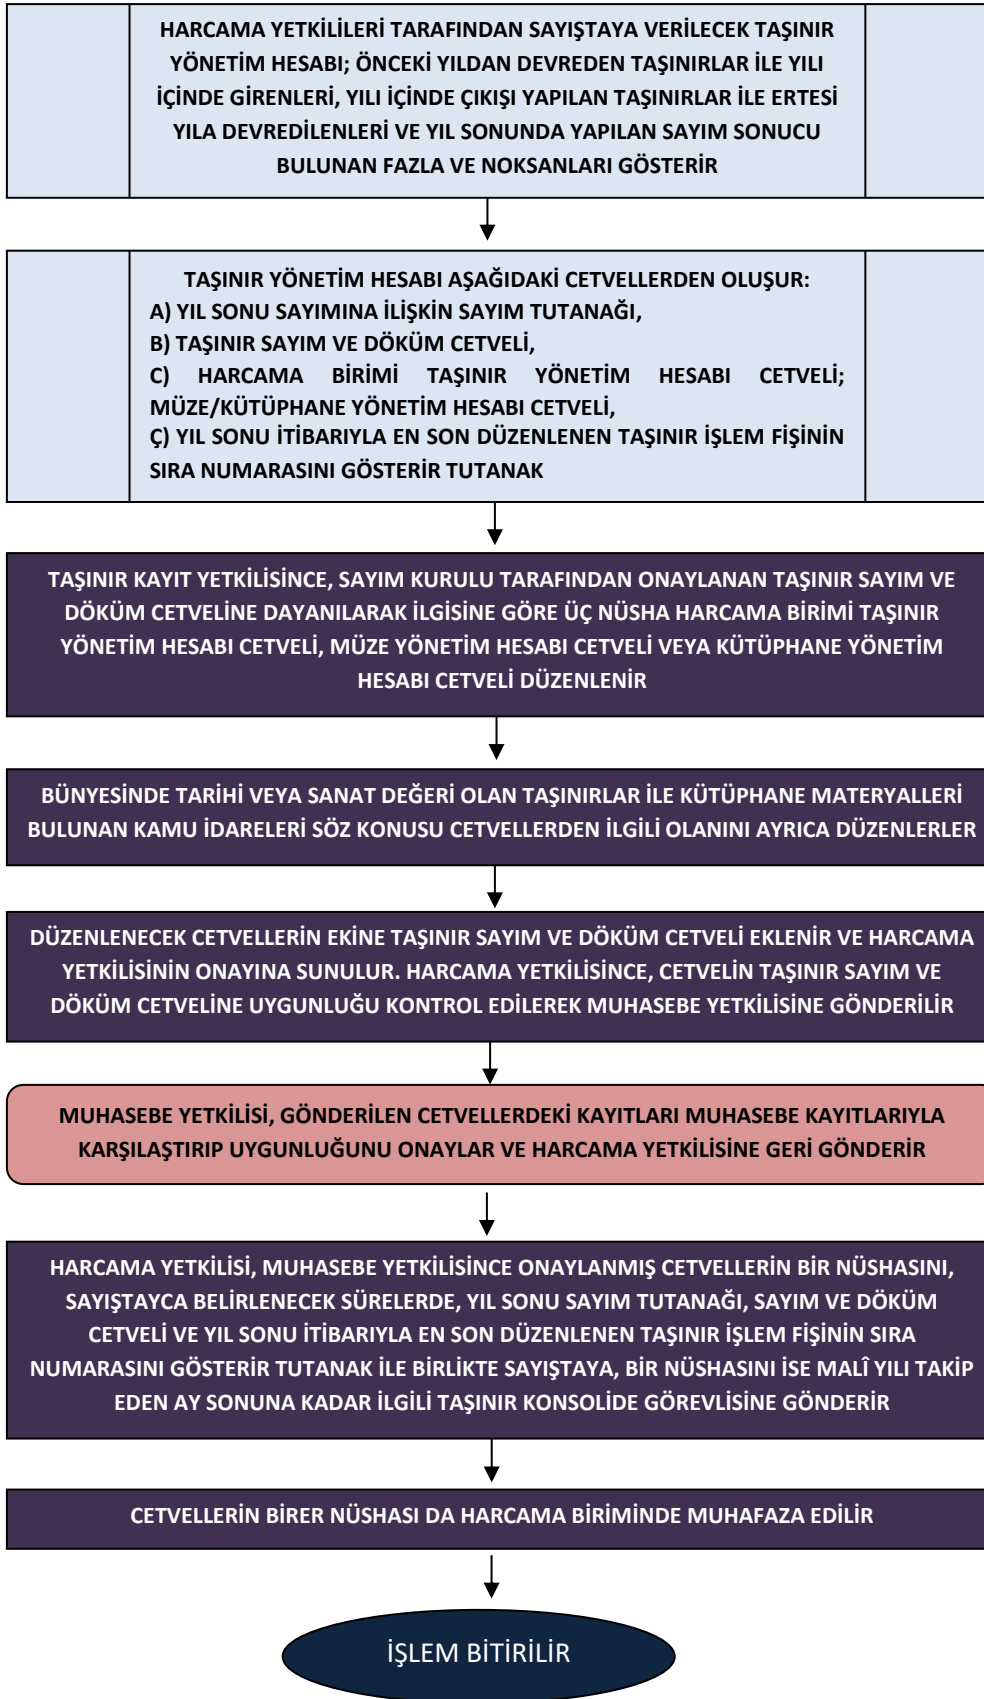 HARCAMA YETKİLİLERİ TARAFINDAN SAYIŞTAYA VERİLECEK TAŞINIR
YÖNETİM HESABI; ÖNCEKİ YILDAN DEVREDEN TAŞINIRLAR İLE YILI
İÇİNDE GİRENLERİ, YILI İÇİNDE ÇIKIŞI YAPILAN TAŞINIRLAR İLE ERTESİ
YILA DEVREDİLENLERİ VE YIL SONUNDA YAPILAN SAYIM SONUCU
BULUNAN FAZLA VE NOKSANLARI GÖSTERİR
TAŞINIR YÖNETİM HESABI AŞAĞIDAKİ CETVELLERDEN OLUŞUR:
A) YIL SONU SAYIMINA İLİŞKİN SAYIM TUTANAĞI,
B) TAŞINIR SAYIM VE DÖKÜM CETVELİ,
C) HARCAMA BİRİMİ TAŞINIR YÖNETİM HESABI CETVELİ;
MÜZE/KÜTÜPHANE YÖNETİM HESABI CETVELİ,
Ç) YIL SONU İTİBARIYLA EN SON DÜZENLENEN TAŞINIR İŞLEM FİŞİNİN
SIRA NUMARASINI GÖSTERİR TUTANAK
TAŞINIR KAYIT YETKİLİSİNCE, SAYIM KURULU TARAFINDAN ONAYLANAN TAŞINIR SAYIM VE
DÖKÜM CETVELİNE DAYANILARAK İLGİSİNE GÖRE ÜÇ NÜSHA HARCAMA BİRİMİ TAŞINIR
YÖNETİM HESABI CETVELİ, MÜZE YÖNETİM HESABI CETVELİ VEYA KÜTÜPHANE YÖNETİM
HESABI CETVELİ DÜZENLENİR
BÜNYESİNDE TARİHİ VEYA SANAT DEĞERİ OLAN TAŞINIRLAR İLE KÜTÜPHANE MATERYALLERİ
BULUNAN KAMU İDARELERİ SÖZ KONUSU CETVELLERDEN İLGİLİ OLANINI AYRICA DÜZENLERLER
DÜZENLENECEK CETVELLERİN EKİNE TAŞINIR SAYIM VE DÖKÜM CETVELİ EKLENİR VE HARCAMA
YETKİLİSİNİN ONAYINA SUNULUR. HARCAMA YETKİLİSİNCE, CETVELİN TAŞINIR SAYIM VE
DÖKÜM CETVELİNE UYGUNLUĞU KONTROL EDİLEREK MUHASEBE YETKİLİSİNE GÖNDERİLİR
MUHASEBE YETKİLİSİ, GÖNDERİLEN CETVELLERDEKİ KAYITLARI MUHASEBE KAYITLARIYLA
KARŞILAŞTIRIP UYGUNLUĞUNU ONAYLAR VE HARCAMA YETKİLİSİNE GERİ GÖNDERİR
HARCAMA YETKİLİSİ, MUHASEBE YETKİLİSİNCE ONAYLANMIŞ CETVELLERİN BİR NÜSHASINI,
SAYIŞTAYCA BELİRLENECEK SÜRELERDE, YIL SONU SAYIM TUTANAĞI, SAYIM VE DÖKÜM
CETVELİ VE YIL SONU İTİBARIYLA EN SON DÜZENLENEN TAŞINIR İŞLEM FİŞİNİN SIRA
NUMARASINI GÖSTERİR TUTANAK İLE BİRLİKTE SAYIŞTAYA, BİR NÜSHASINI İSE MALÎ YILI TAKİP
EDEN AY SONUNA KADAR İLGİLİ TAŞINIR KONSOLİDE GÖREVLİSİNE GÖNDERİR
CETVELLERİN BİRER NÜSHASI DA HARCAMA BİRİMİNDE MUHAFAZA EDİLİR
İŞLEM BİTİRİLİR